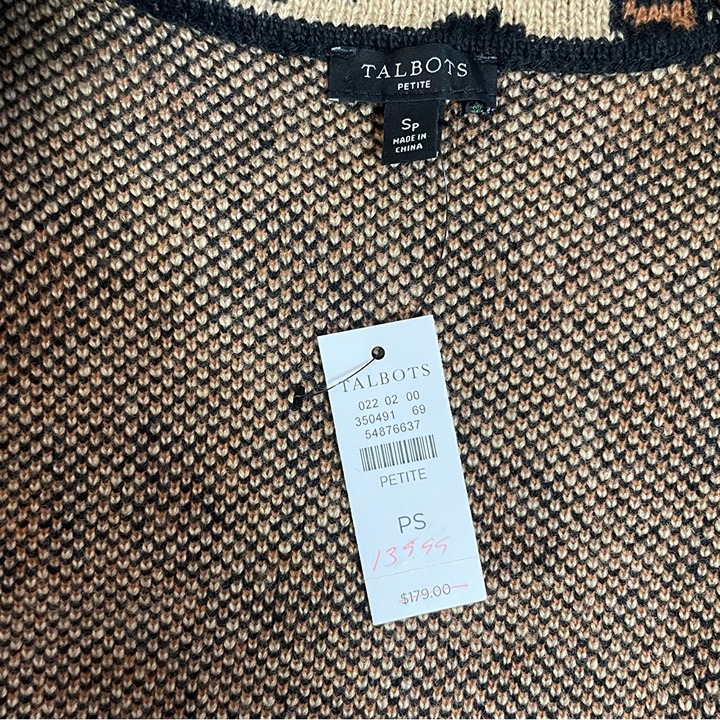 TALBOTS
PETITE
SP
MADE IN
CHINA
TALBOTS
022 02 00
350491 69
54876637
PETITE
PS
139.99
$179.00